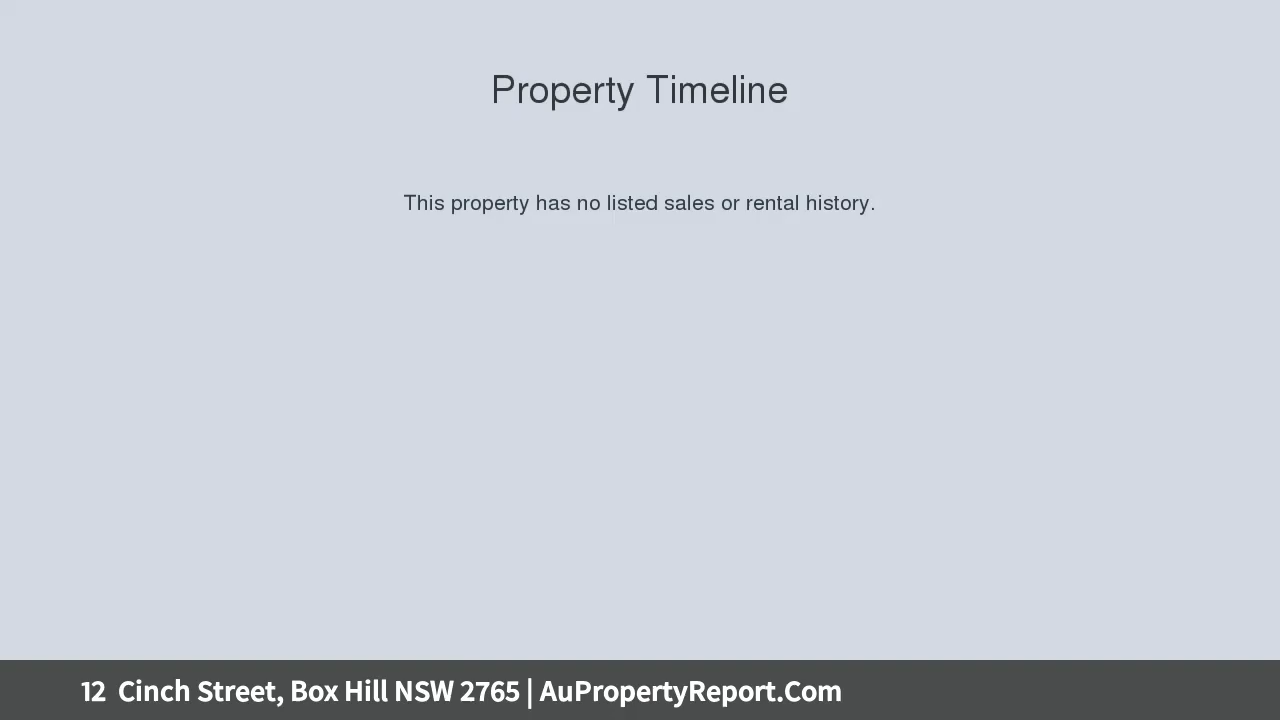 Property Timeline
This property has no listed sales or rental history.
12 Cinch Street, Box Hill NSW 2765 | AuPropertyReport.Com